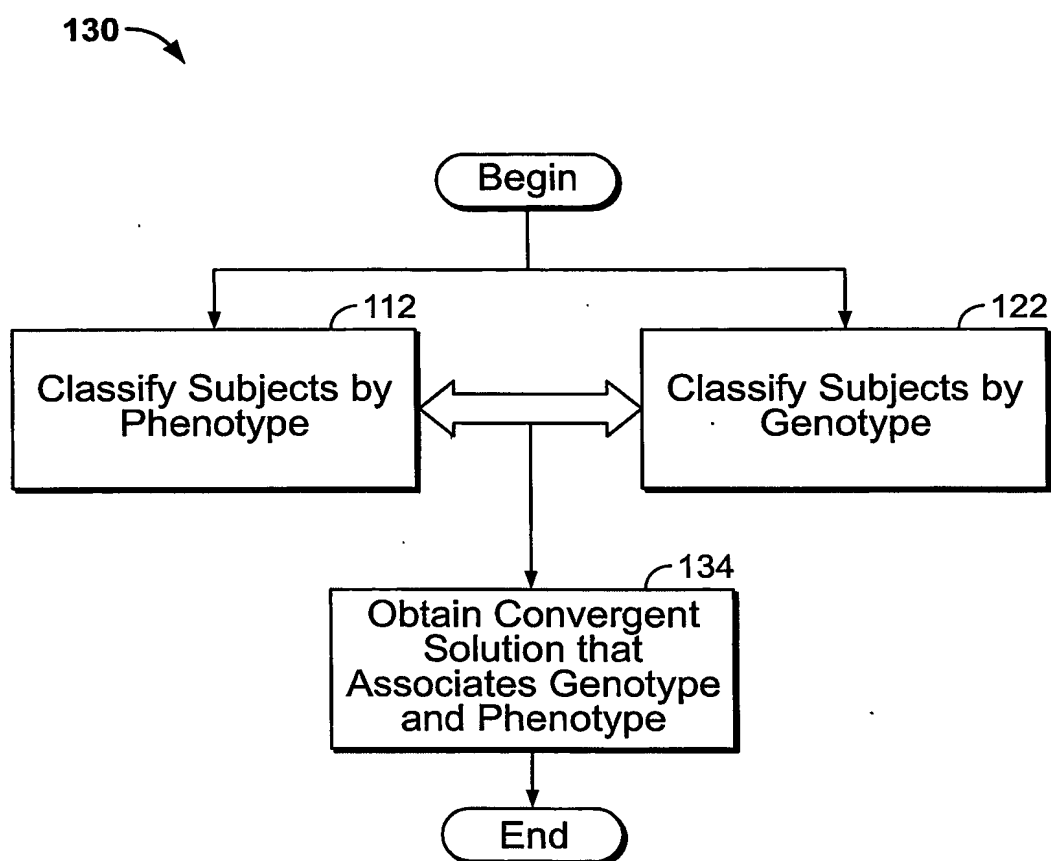 130
Begin
112
122
Classify Subjects by
Phenotype
Classify Subjects by
Genotype
134
Obtain Convergent
Solution that
Associates Genotype
and Phenotype
End